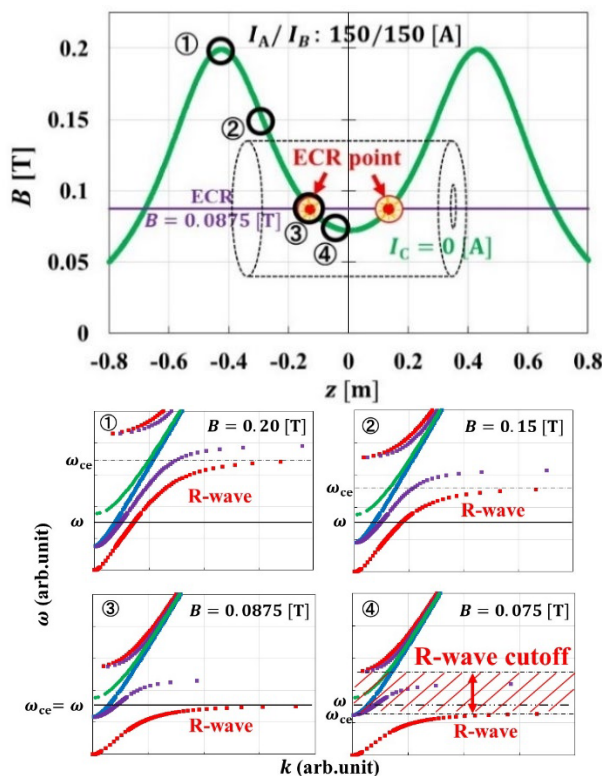 I_A/I_B: 150/150 [A]
①
②
③
④
ECR point
ECR
B = 0.0875 [T]
I_C = 0 [A]
B [T]
0.2
0.15
0.1
0.05
0
-0.8 -0.6 -0.4 -0.2 0 0.2 0.4 0.6 0.8
z [m]
① B = 0.20 [T]
ω_ce
R-wave
ω
② B = 0.15 [T]
ω_ce
R-wave
ω
③ B = 0.0875 [T]
ω_ce = ω
R-wave
④ B = 0.075 [T]
R-wave cutoff
ω
ω_ce
R-wave
ω (arb.unit)
k (arb.unit)